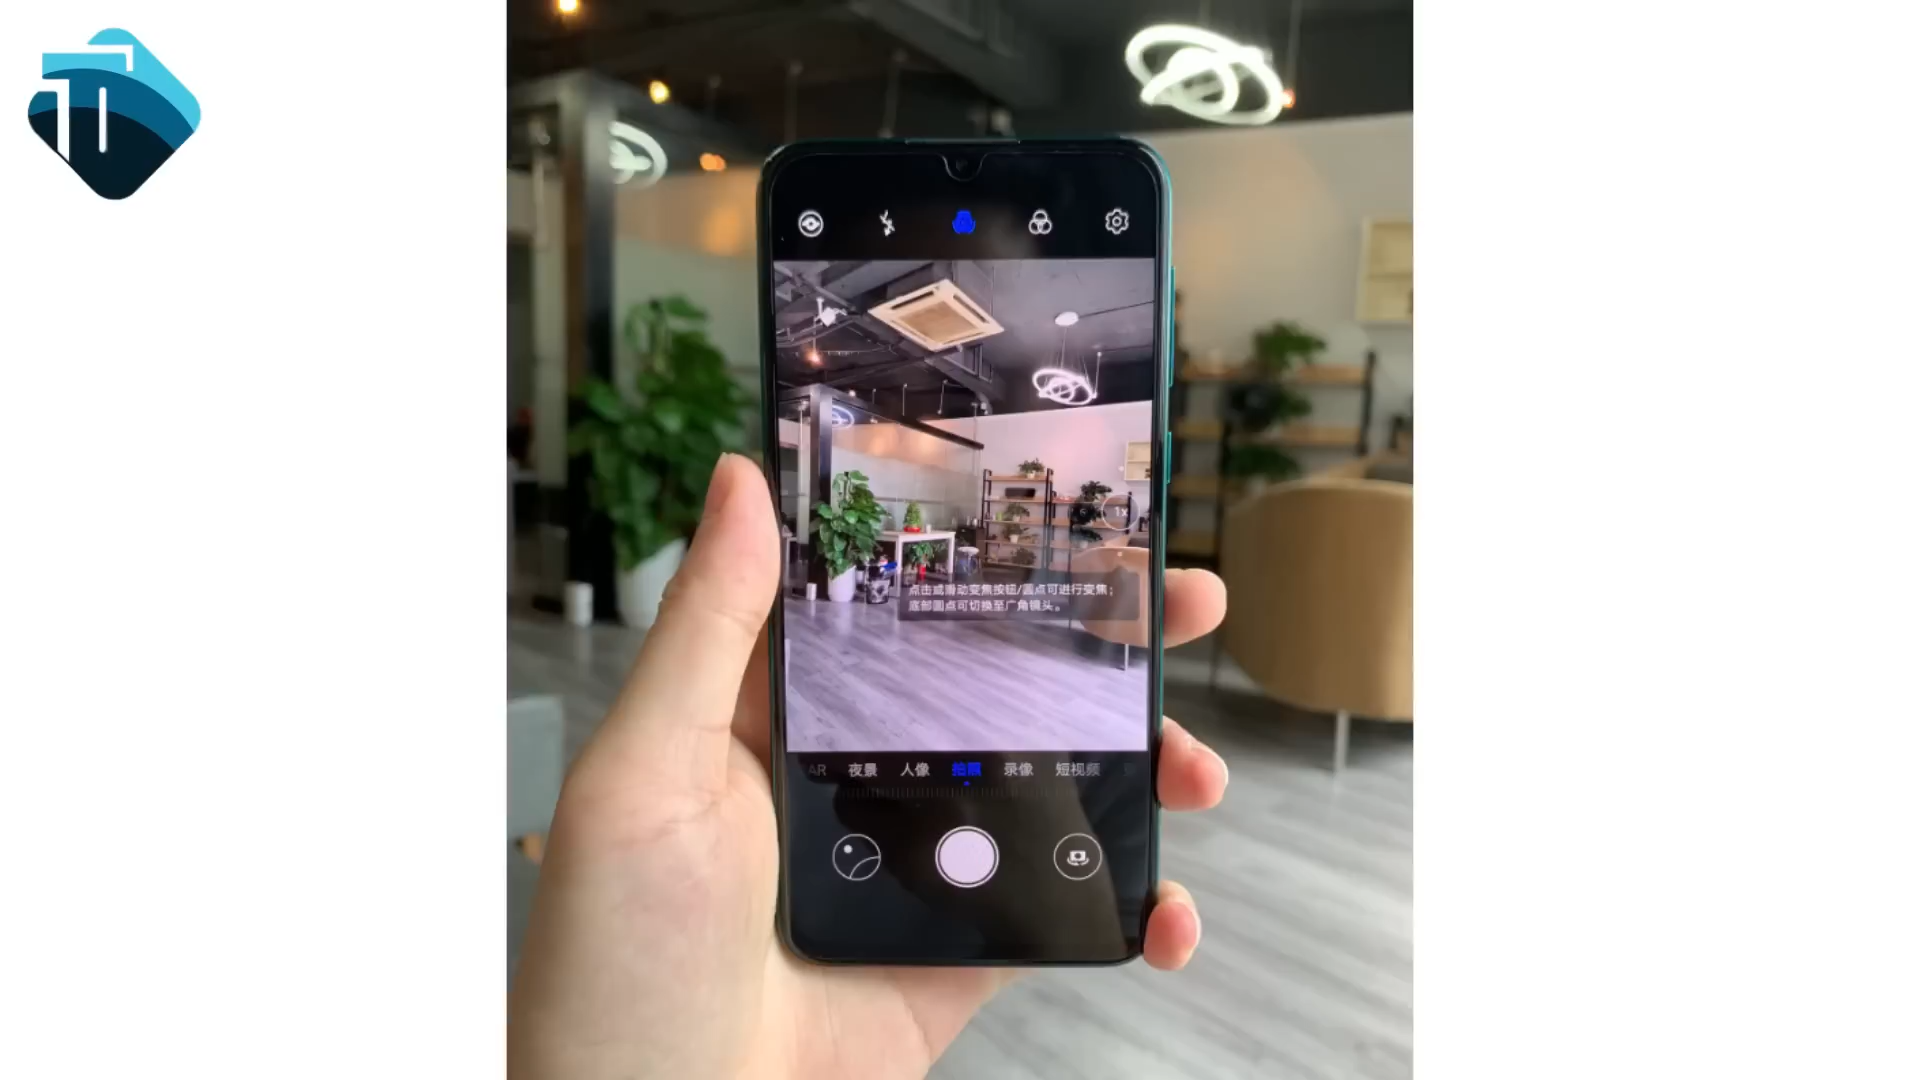 1x
点击或滑动变焦按钮/圆点可进行变焦；
底部圆点可切换至广角镜头。
AR 夜景 人像 拍照 录像 短视频